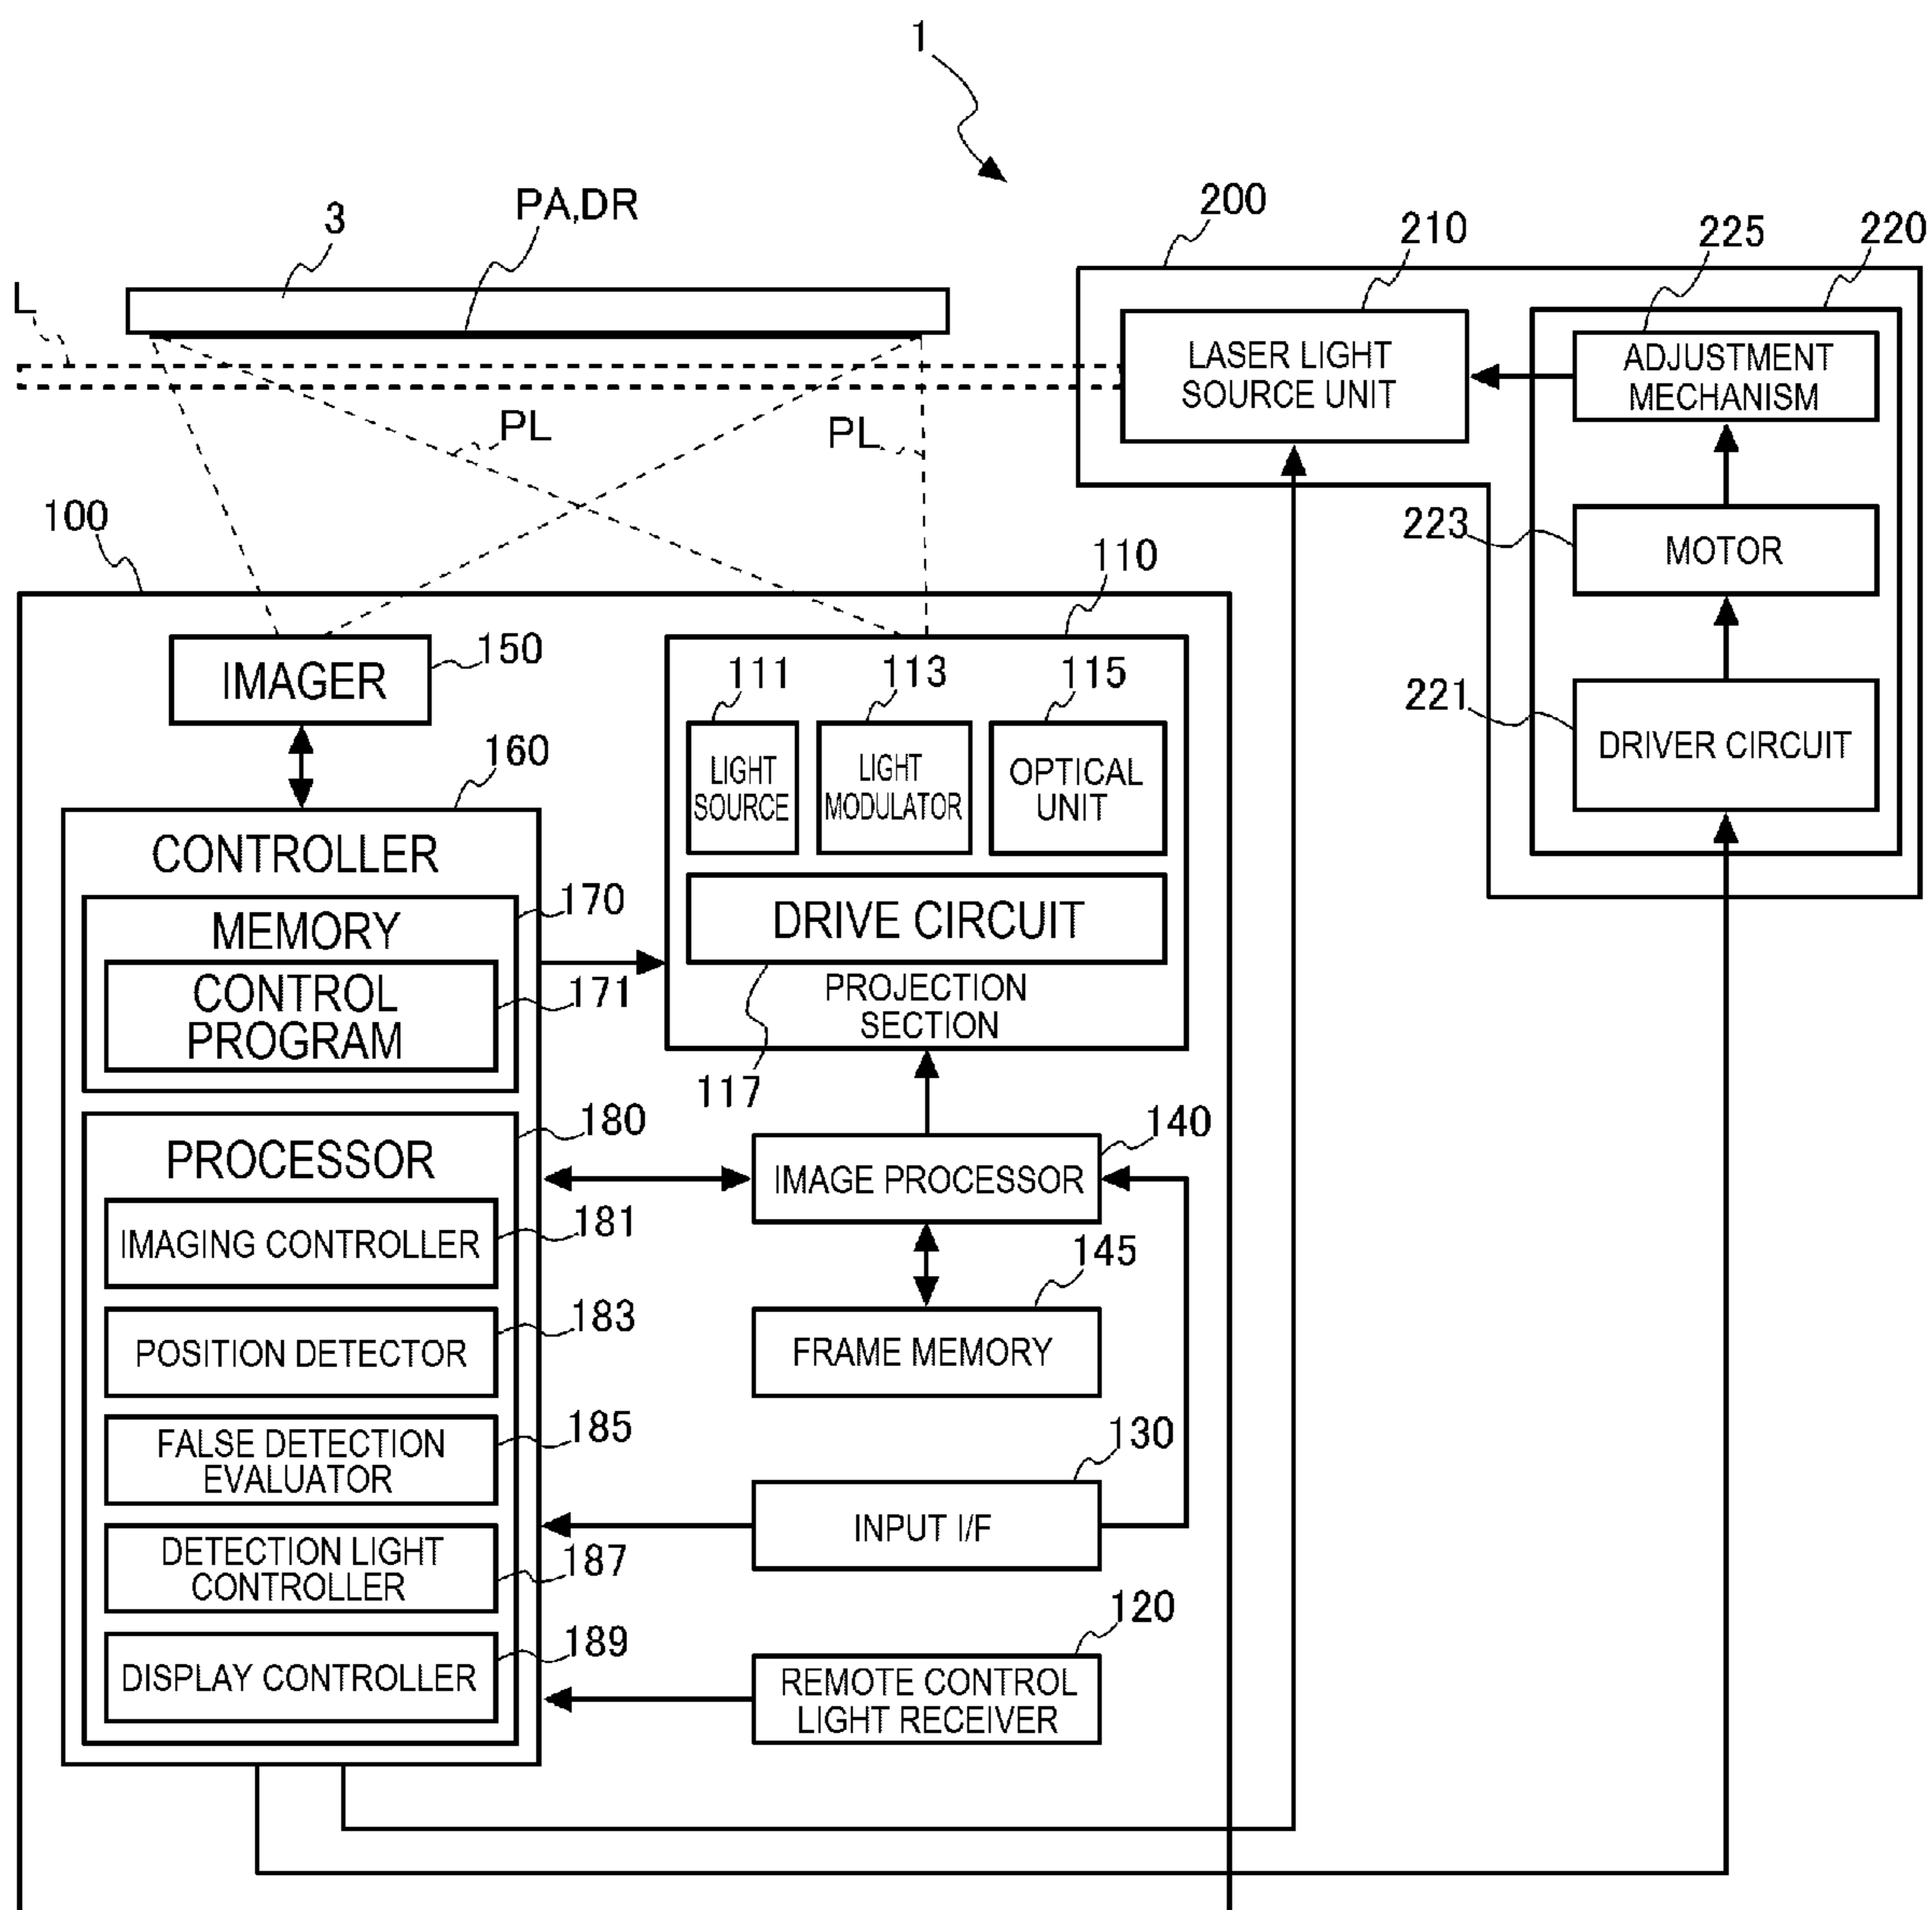 1
PA,DR
3
L
200
210
225
220
LASER LIGHT
SOURCE UNIT
ADJUSTMENT
MECHANISM
PL
PL
100
223
MOTOR
110
150
IMAGER
111
113
115
221
DRIVER CIRCUIT
160
LIGHT
SOURCE
LIGHT
MODULATOR
OPTICAL
UNIT
CONTROLLER
170
MEMORY
DRIVE CIRCUIT
171
CONTROL
PROGRAM
PROJECTION
SECTION
117
180
PROCESSOR
140
IMAGE PROCESSOR
181
IMAGING CONTROLLER
145
183
POSITION DETECTOR
FRAME MEMORY
185
FALSE DETECTION
EVALUATOR
130
INPUT I/F
187
DETECTION LIGHT
CONTROLLER
120
189
DISPLAY CONTROLLER
REMOTE CONTROL
LIGHT RECEIVER